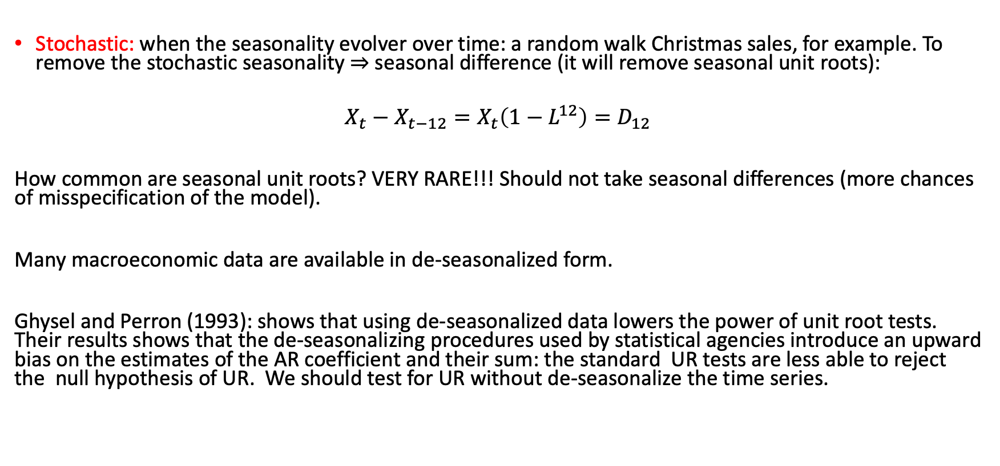 • Stochastic: when the seasonality evolver over time: a random walk Christmas sales, for example. To
remove the stochastic seasonality ⇒ seasonal difference (it will remove seasonal unit roots):
Xₜ − Xₜ₋₁₂ = Xₜ(1 − L¹²) = D₁₂
How common are seasonal unit roots? VERY RARE!!! Should not take seasonal differences (more chances
of misspecification of the model).
Many macroeconomic data are available in de-seasonalized form.
Ghysel and Perron (1993): shows that using de-seasonalized data lowers the power of unit root tests.
Their results shows that the de-seasonalizing procedures used by statistical agencies introduce an upward
bias on the estimates of the AR coefficient and their sum: the standard  UR tests are less able to reject
the  null hypothesis of UR.  We should test for UR without de-seasonalize the time series.